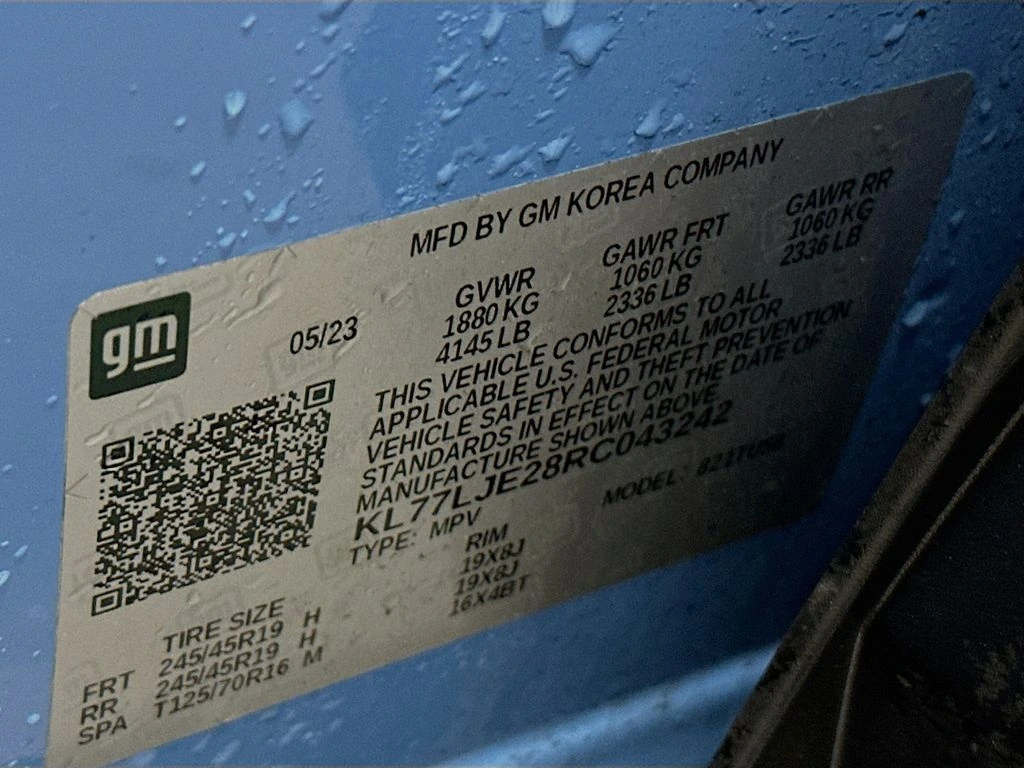 MFD BY GM KOREA COMPANY
gm
05/23
GVWR GAWR FRT GAWR RR
1880 KG 1060 KG 1060 KG
4145 LB 2336 LB 2336 LB
THIS VEHICLE CONFORMS TO ALL
APPLICABLE U.S. FEDERAL MOTOR
VEHICLE SAFETY AND THEFT PREVENTION
STANDARDS IN EFFECT ON THE DATE OF
MANUFACTURE SHOWN ABOVE
KL77LJE28RC043242
TYPE: MPV MODEL:
TIRE SIZE RIM
FRT 245/45R19 H 19X8J
RR 245/45R19 H 19X8J
SPA T125/70R16 M 16X4BT